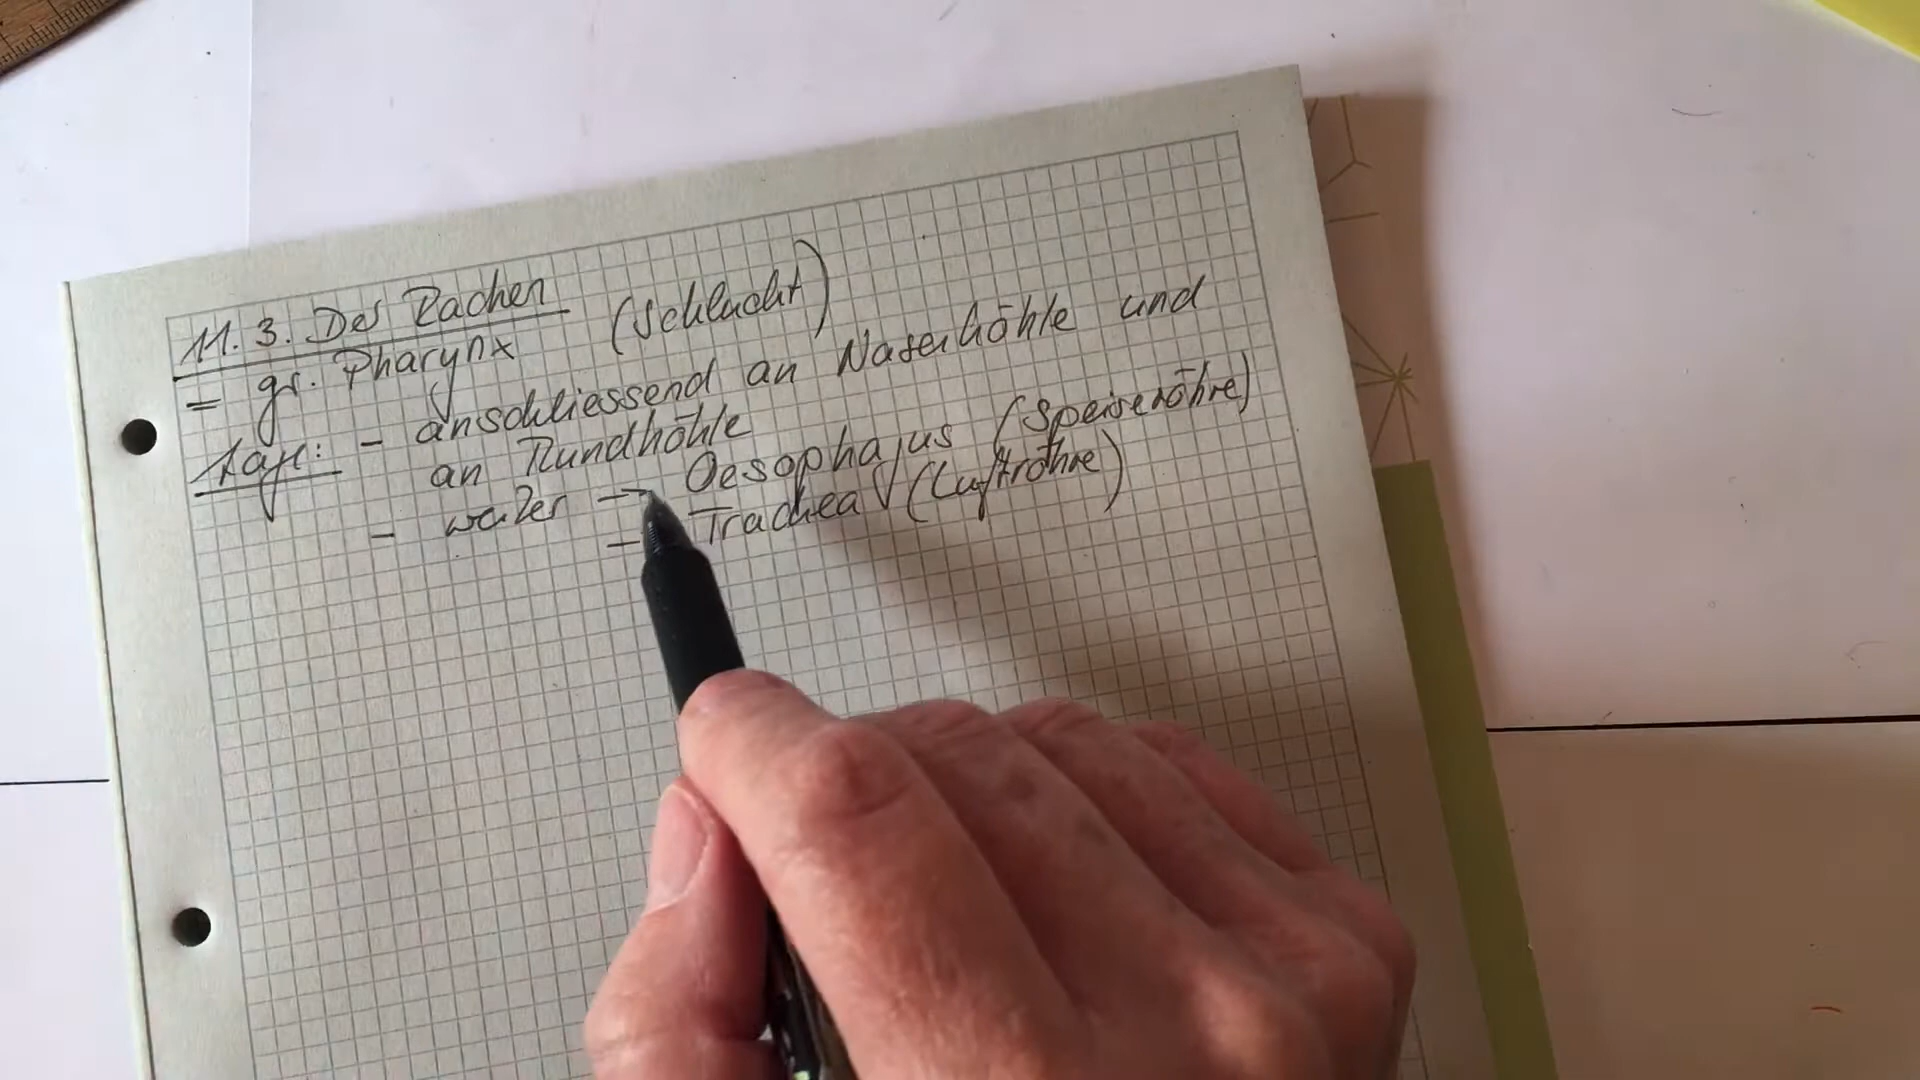 11.3. Der Rachen
= gr. Pharynx (Schlucht)
Lage: - anschliessend an Nasenhöhle und
an Mundhöhle
- weiter → Oesophagus (Speiseröhre)
Trachea (Luftröhre)